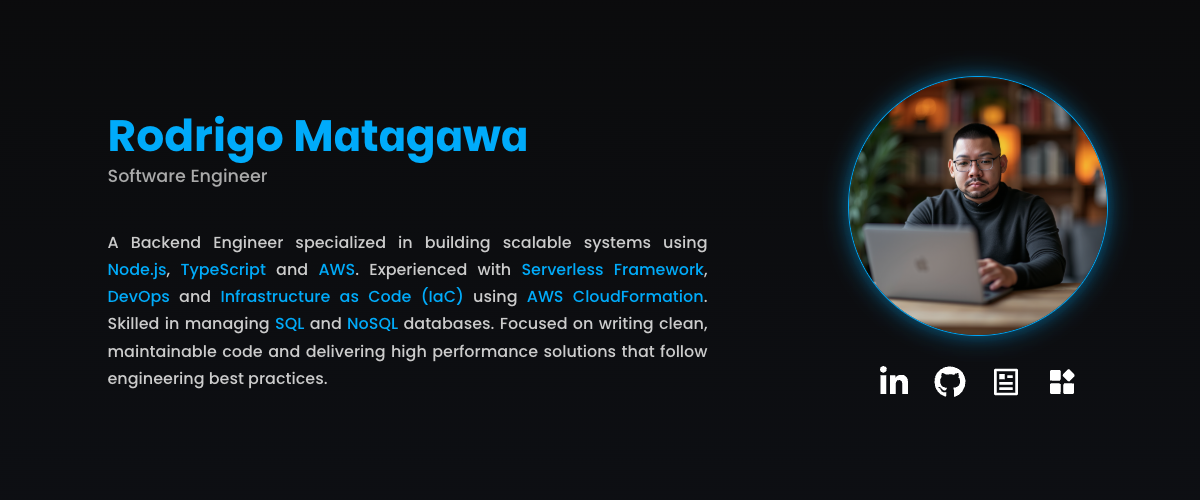 Rodrigo Matagawa
Software Engineer
A Backend Engineer specialized in building scalable systems using
Node.js, TypeScript and AWS. Experienced with Serverless Framework,
DevOps and Infrastructure as Code (IaC) using AWS CloudFormation.
Skilled in managing SQL and NoSQL databases. Focused on writing clean,
maintainable code and delivering high performance solutions that follow
engineering best practices.
in